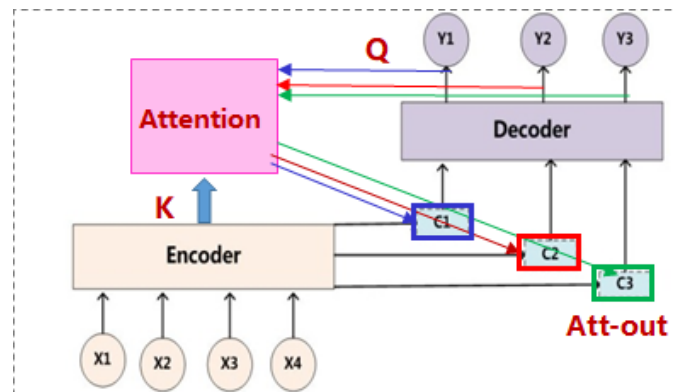 Y1 Y2 Y3
Q
Attention
Decoder
K
C1
Encoder
C2
C3
Att-out
X1 X2 X3 X4